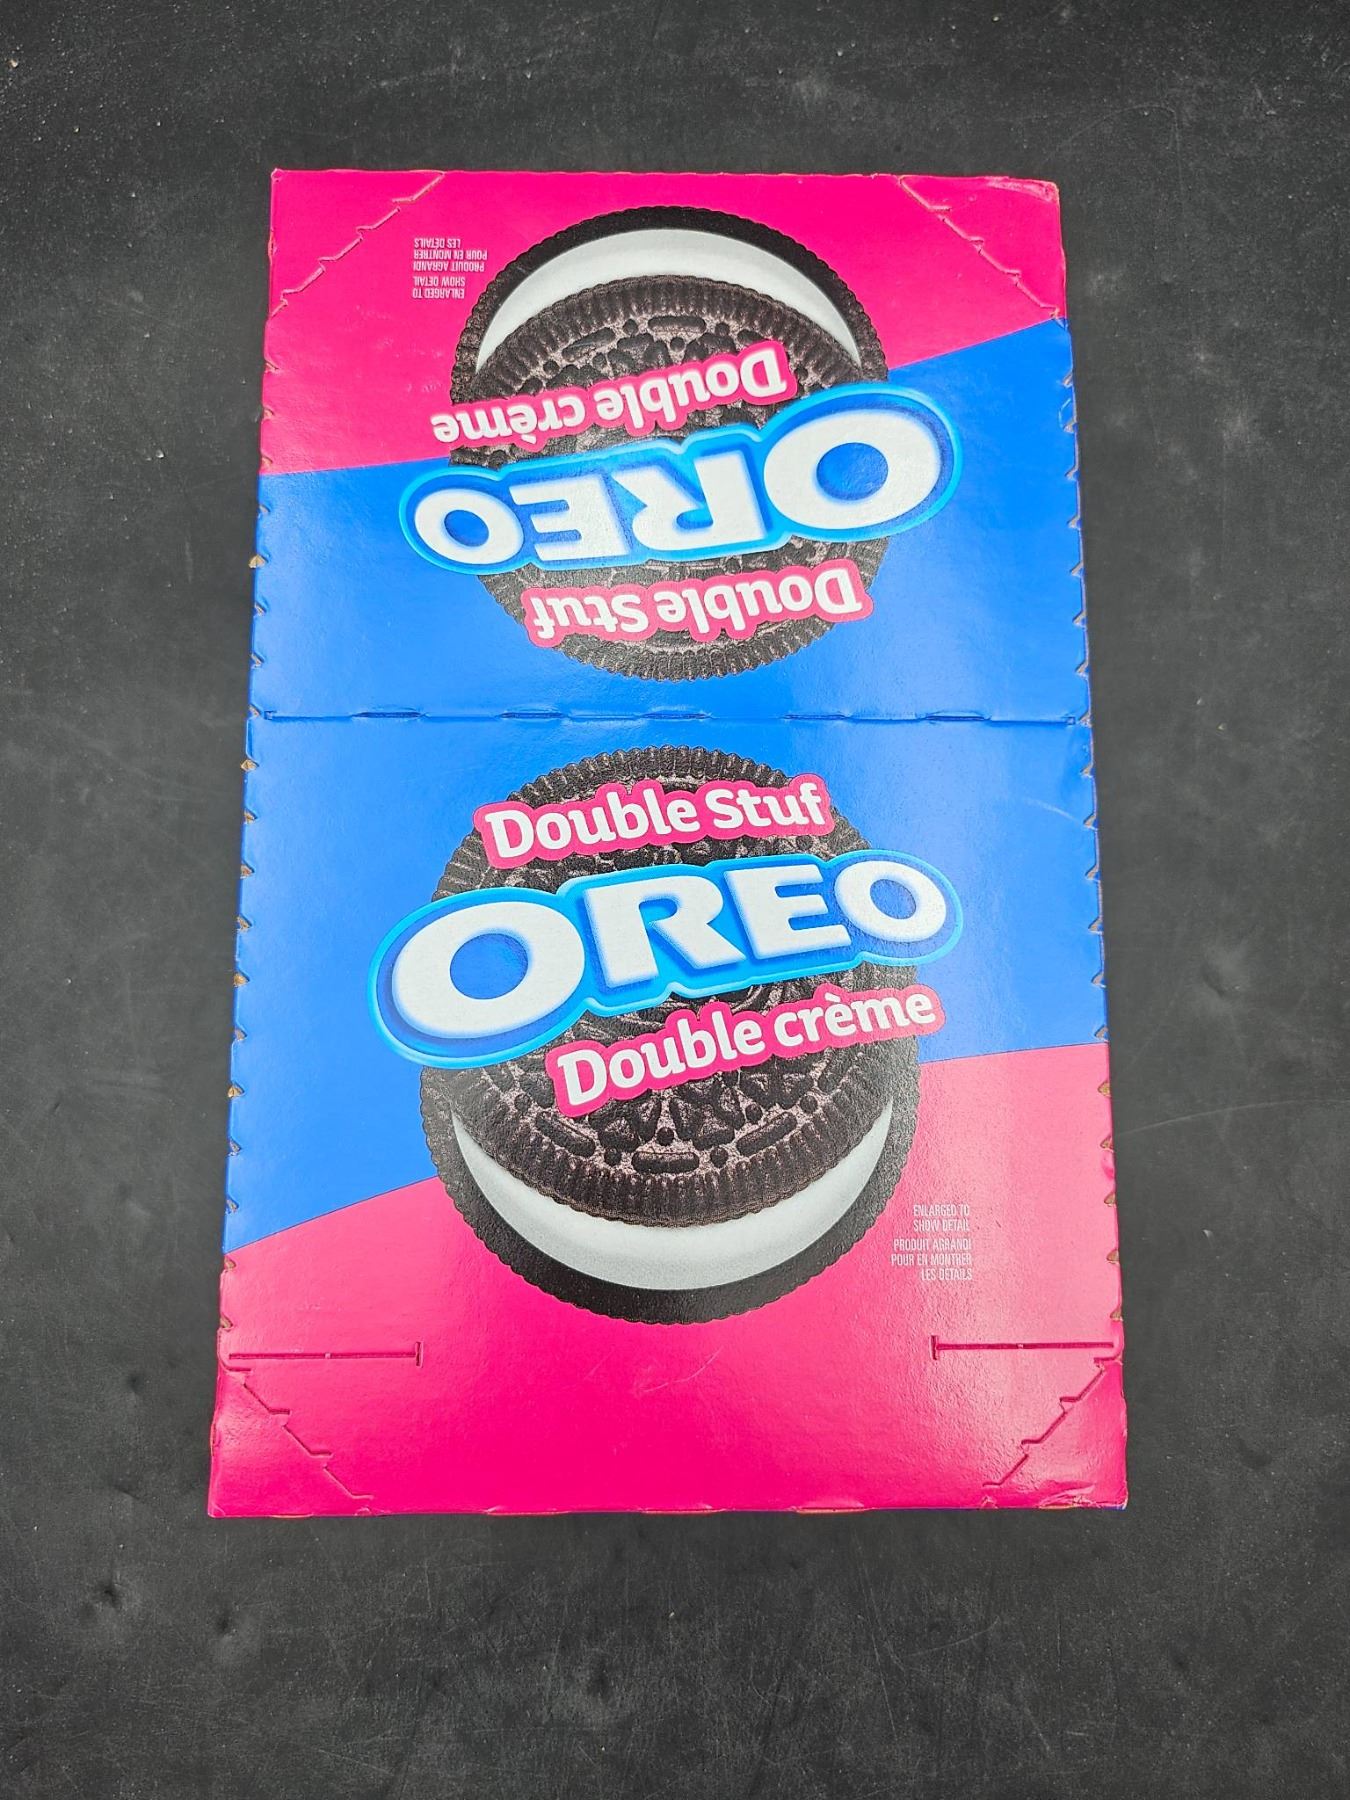 ENLARGED TO
SHOW DETAIL
PRODUIT AGRANDI
POUR EN MONTRER
LES DÉTAILS
Double crème
OREO
Double Stuf
Double Stuf
OREO
Double crème
ENLARGED TO
SHOW DETAIL
PRODUIT AGRANDI
POUR EN MONTRER
LES DÉTAILS